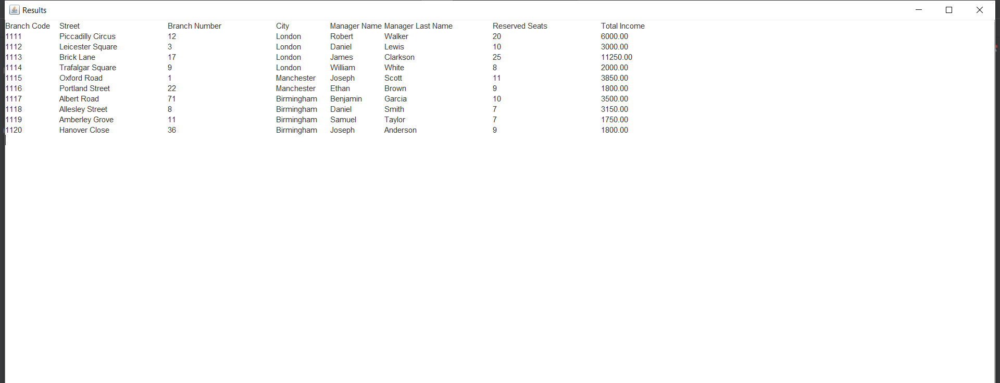 Results
Branch Code Street Branch Number City Manager Name Manager Last Name Reserved Seats Total Income
1111 Piccadilly Circus 12 London Robert Walker 20 6000.00
1112 Leicester Square 3 London Daniel Lewis 10 3000.00
1113 Brick Lane 17 London James Clarkson 25 11250.00
1114 Trafalgar Square 9 London William White 8 2000.00
1115 Oxford Road 1 Manchester Joseph Scott 11 3850.00
1116 Portland Street 22 Manchester Ethan Brown 9 1800.00
1117 Albert Road 71 Birmingham Benjamin Garcia 10 3500.00
1118 Allesley Street 8 Birmingham Daniel Smith 7 3150.00
1119 Amberley Grove 11 Birmingham Samuel Taylor 7 1750.00
1120 Hanover Close 36 Birmingham Joseph Anderson 9 1800.00